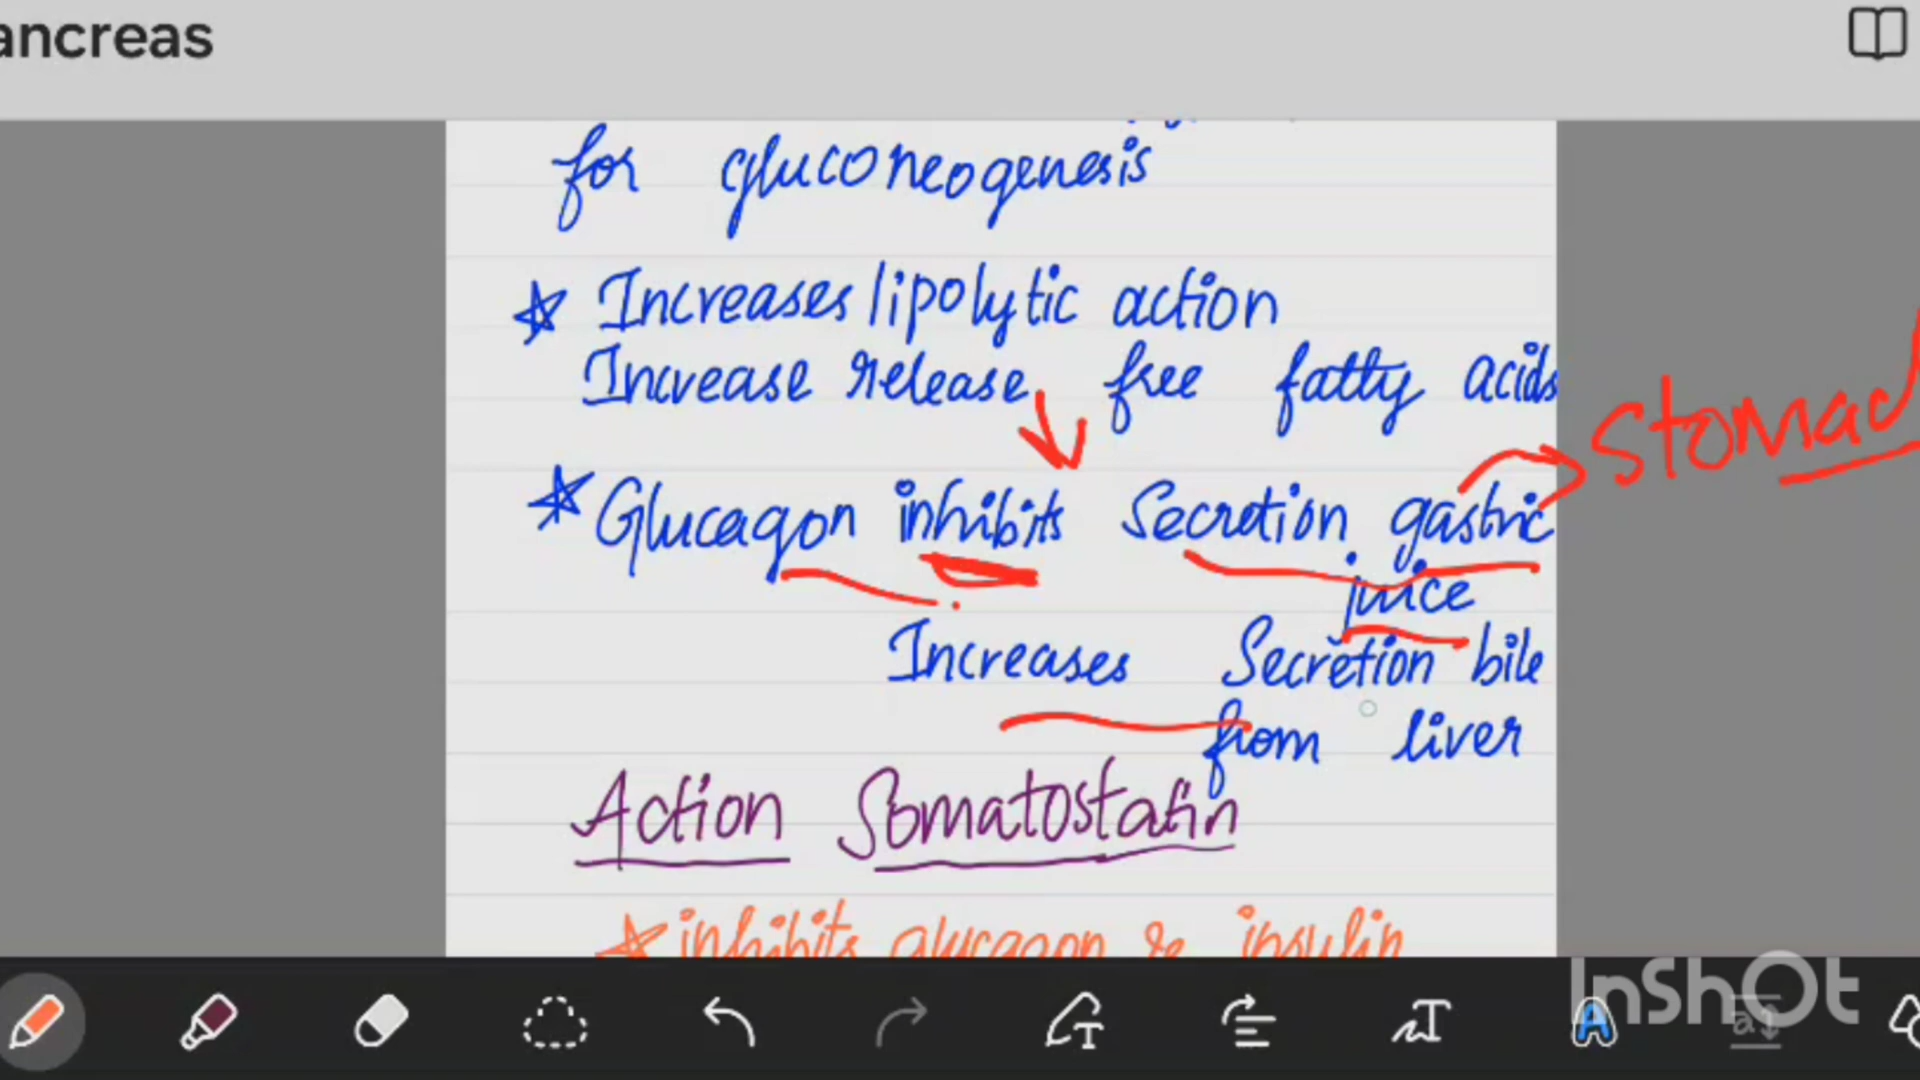 ancreas
for gluconeogenesis
☆ Increases lipolytic action
Increase release free fatty acids
☆ Glucagon inhibits Secretion gastric
juice
Stomac
Increases Secretion bile
from liver
Action Somatostatin
☆ inhibits glucagon & insulin
InShOt